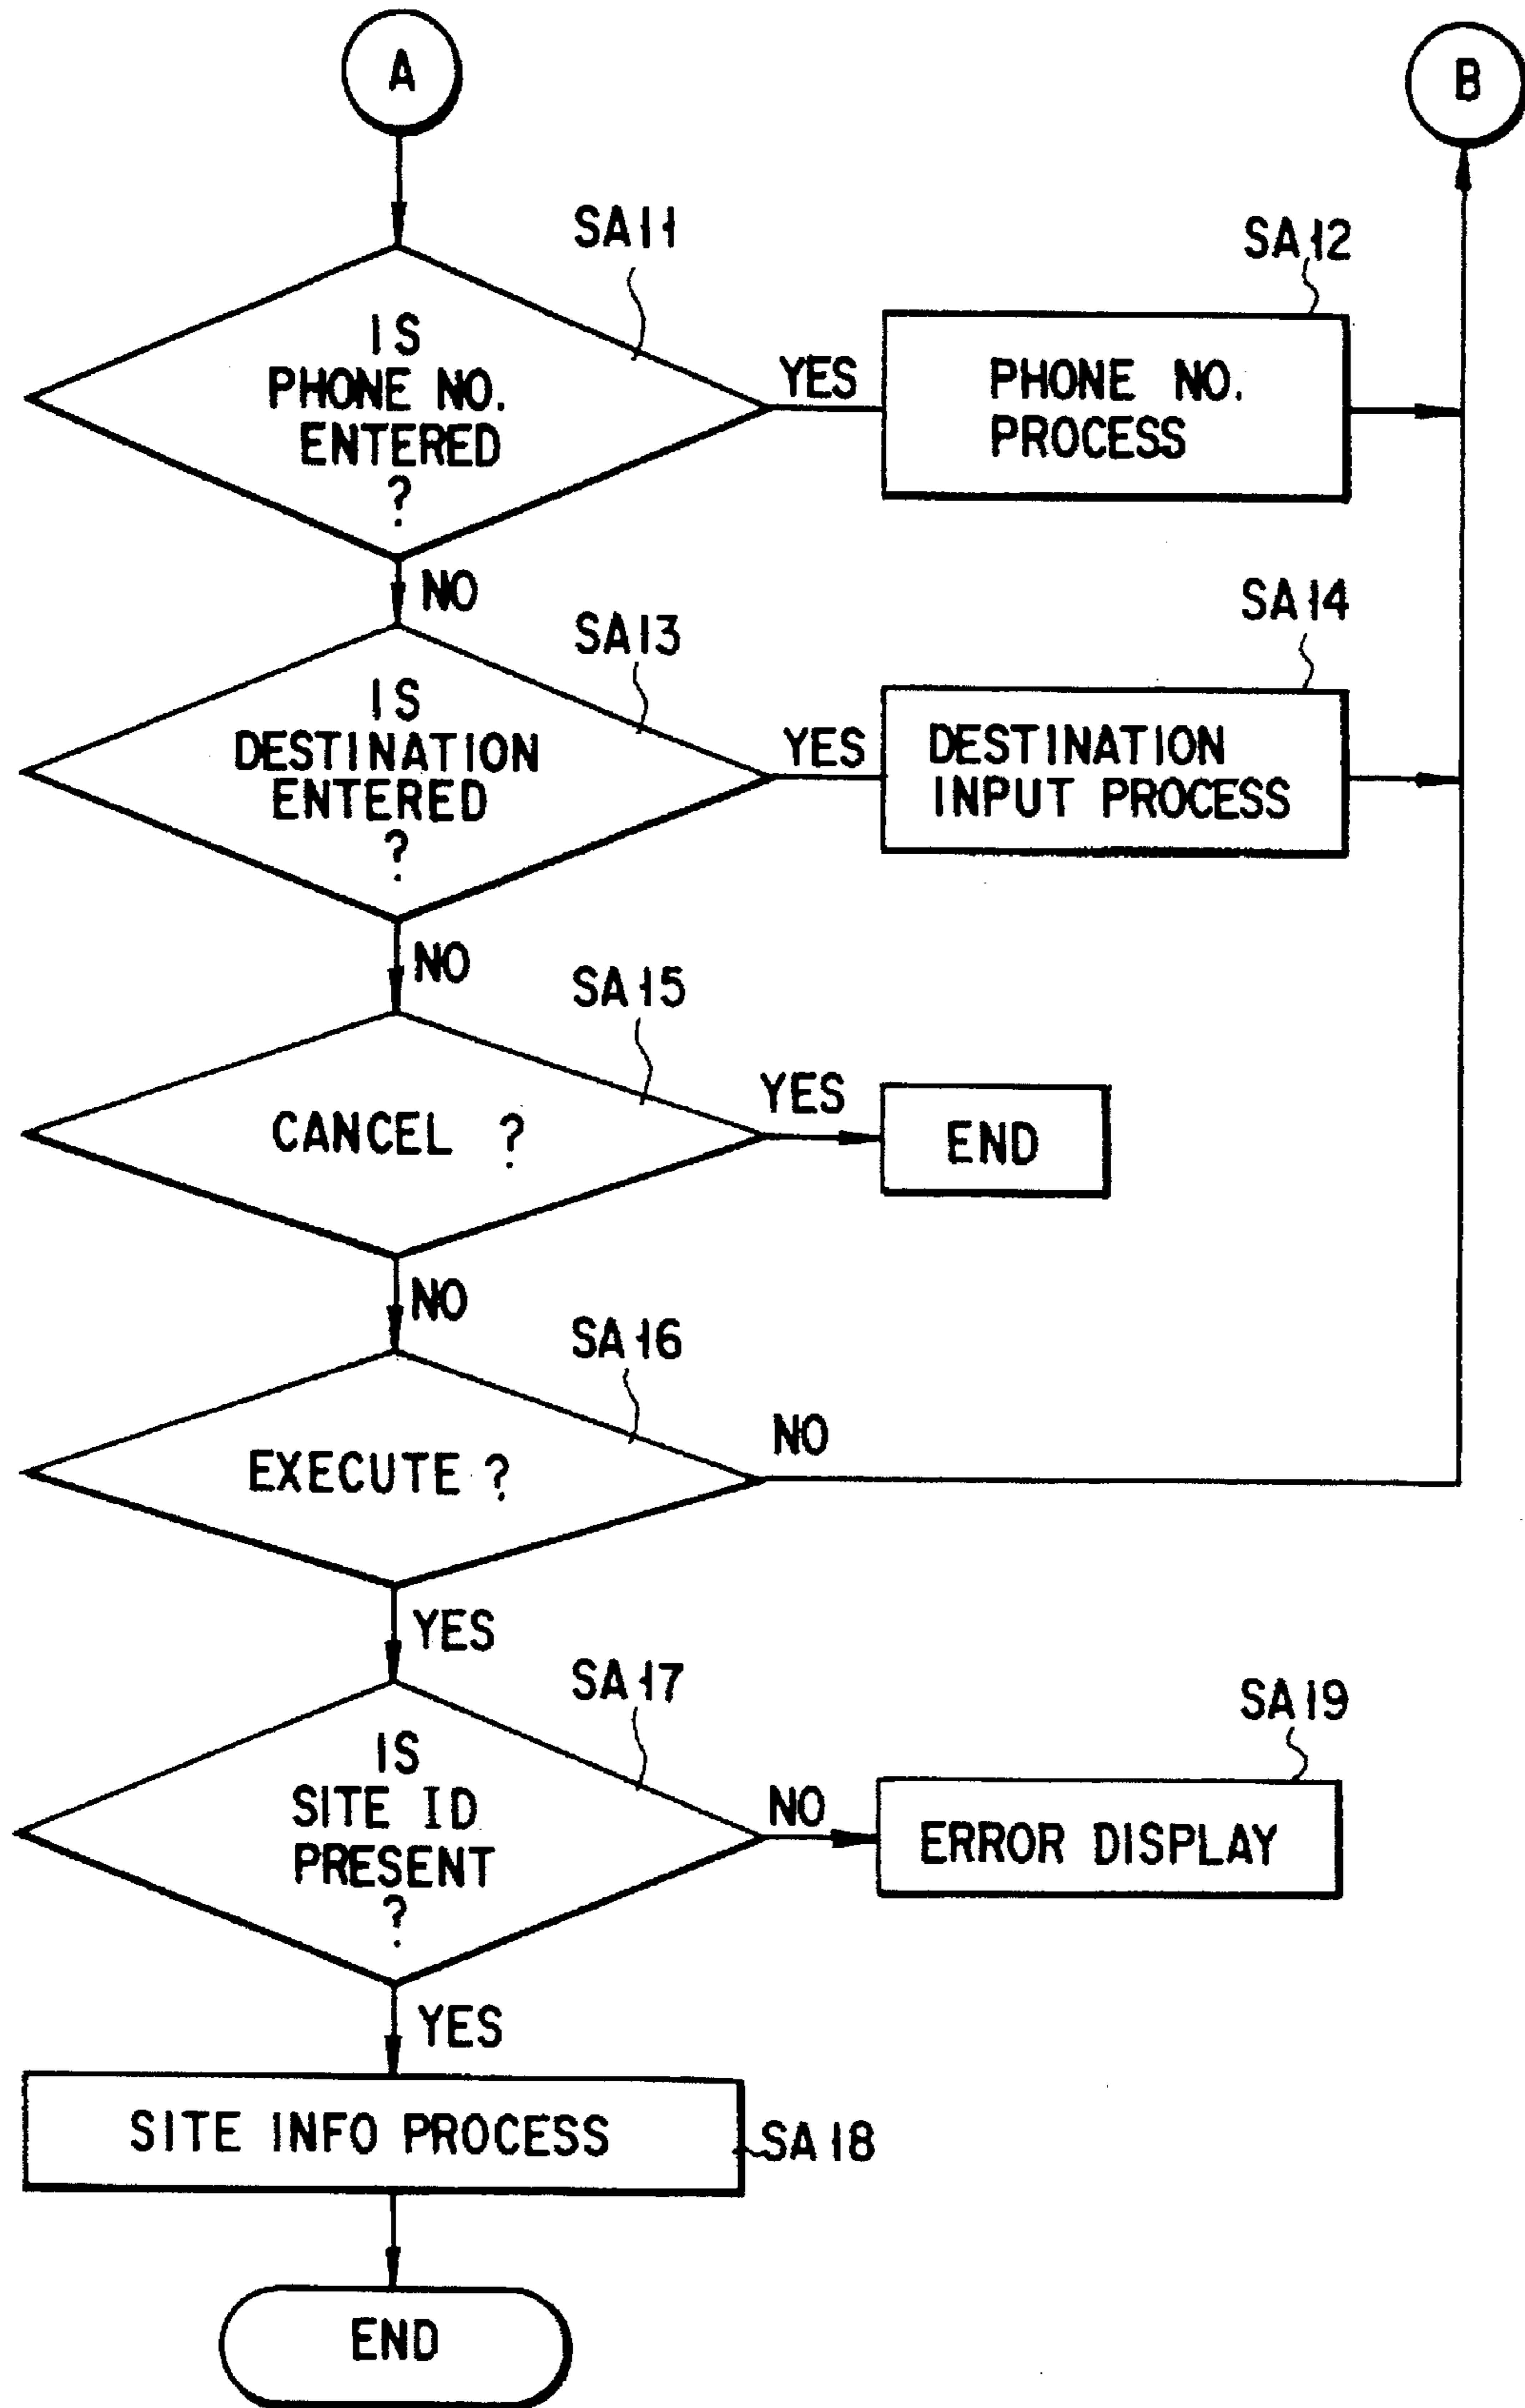 A
B
SA11
SA12
IS
PHONE NO.
ENTERED
?
YES
PHONE NO.
PROCESS
NO
SA13
SA14
IS
DESTINATION
ENTERED
?
YES
DESTINATION
INPUT PROCESS
NO
SA15
CANCEL ?
YES
END
NO
SA16
EXECUTE ?
NO
YES
SA17
SA19
IS
SITE ID
PRESENT
?
NO
ERROR DISPLAY
YES
SITE INFO PROCESS
SA18
END